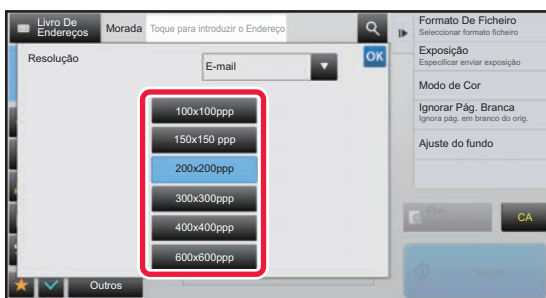 Livro De
Endereços
Morada
Toque para introduzir o Endereço
Resolução
E-mail
OK
100x100ppp
150x150 ppp
200x200ppp
300x300ppp
400x400ppp
600x600ppp
Outros
Formato De Ficheiro
Seleccionar formato ficheiro
Exposição
Especificar enviar exposição
Modo de Cor
Ignorar Pág. Branca
Ignora pág. em branco do orig.
Ajuste do fundo
Pré-
CA
Iniciar